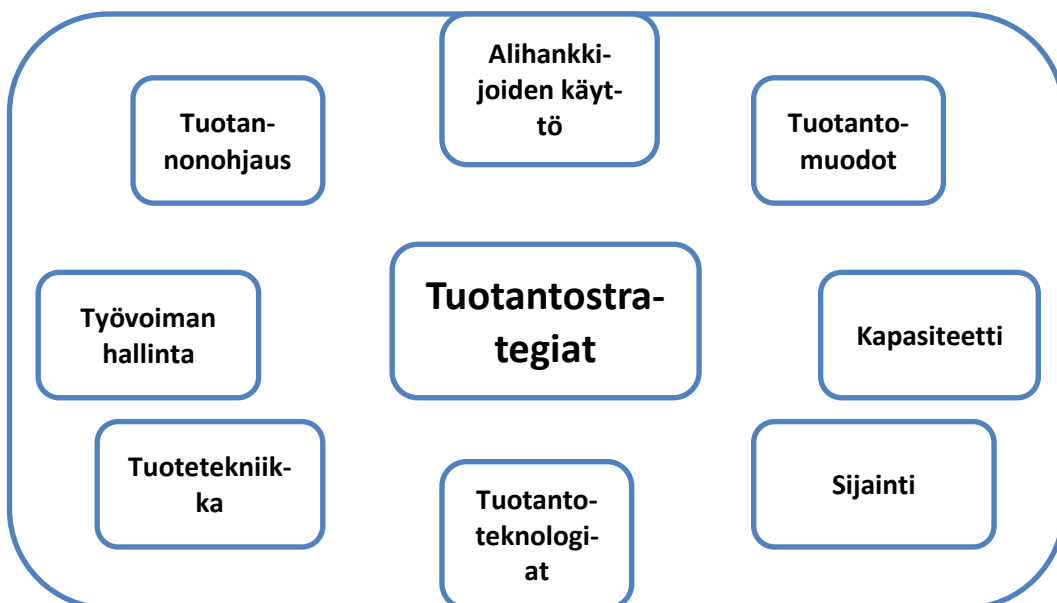 Alihankki-
joiden käyt-
tö
Tuotan-
nonohjaus
Tuotanto-
muodot
Työvoiman
hallinta
Tuotantostra-
tegiat
Kapasiteetti
Tuotetekniik-
ka
Tuotanto-
teknologi-
at
Sijainti